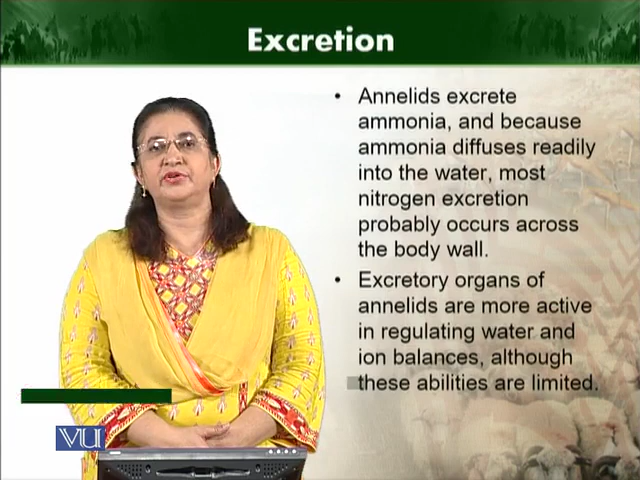 Excretion
• Annelids excrete
ammonia, and because
ammonia diffuses readily
into the water, most
nitrogen excretion
probably occurs across
the body wall.
• Excretory organs of
annelids are more active
in regulating water and
ion balances, although
these abilities are limited.
VU